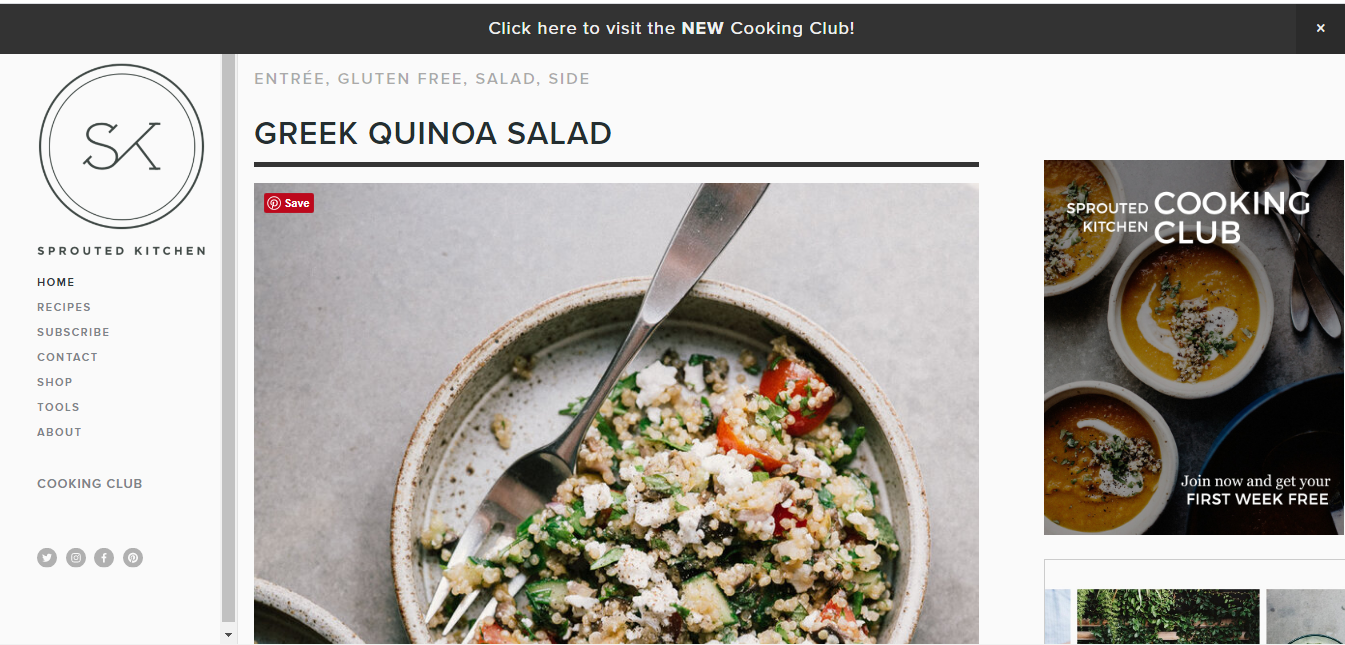 Click here to visit the NEW Cooking Club!
×
SK
SPROUTED KITCHEN
HOME
RECIPES
SUBSCRIBE
CONTACT
SHOP
TOOLS
ABOUT
COOKING CLUB
ENTRÉE, GLUTEN FREE, SALAD, SIDE
GREEK QUINOA SALAD
Save
SPROUTED KITCHEN
COOKING CLUB
Join now and get your
FIRST WEEK FREE